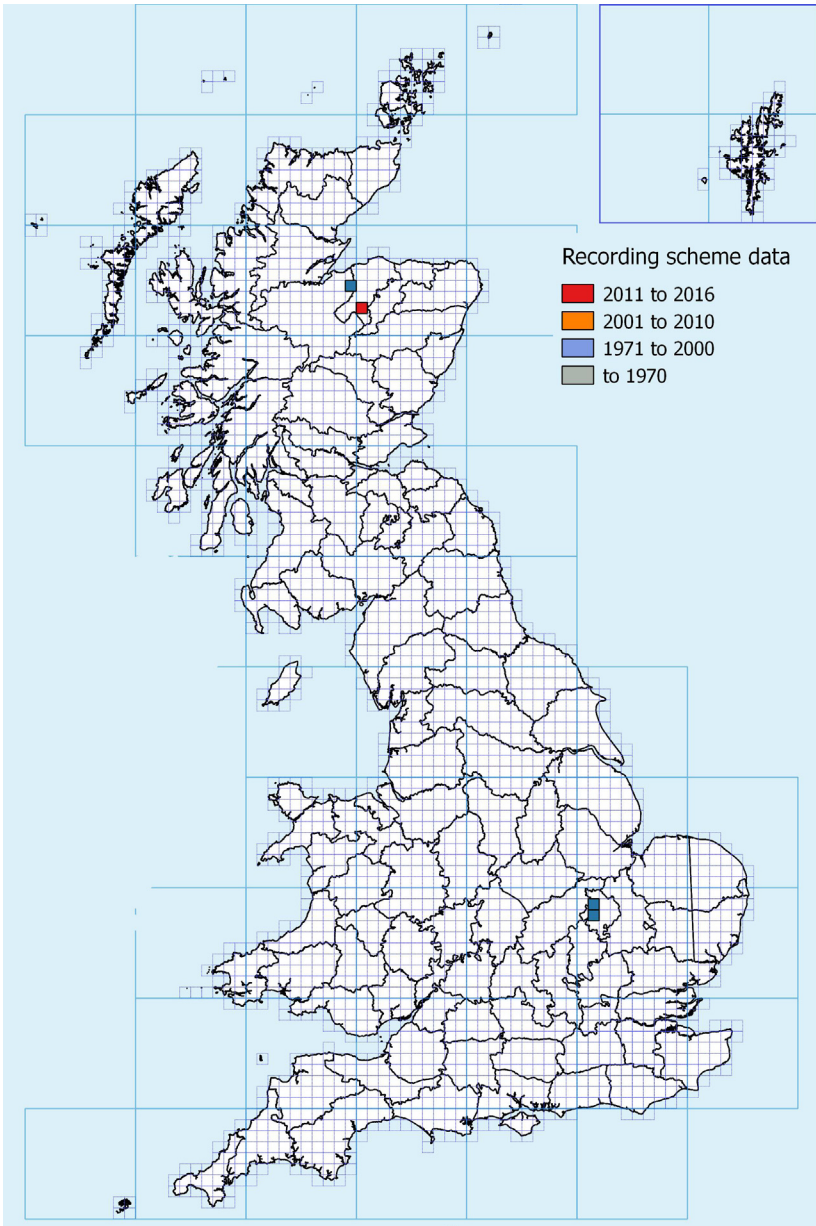 Recording scheme data
2011 to 2016
2001 to 2010
1971 to 2000
to 1970